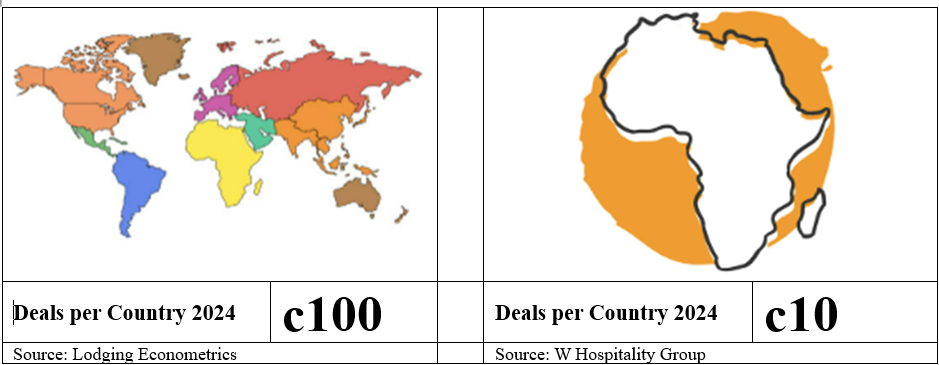 Deals per Country 2024
c100
Deals per Country 2024
c10
Source: Lodging Econometrics
Source: W Hospitality Group